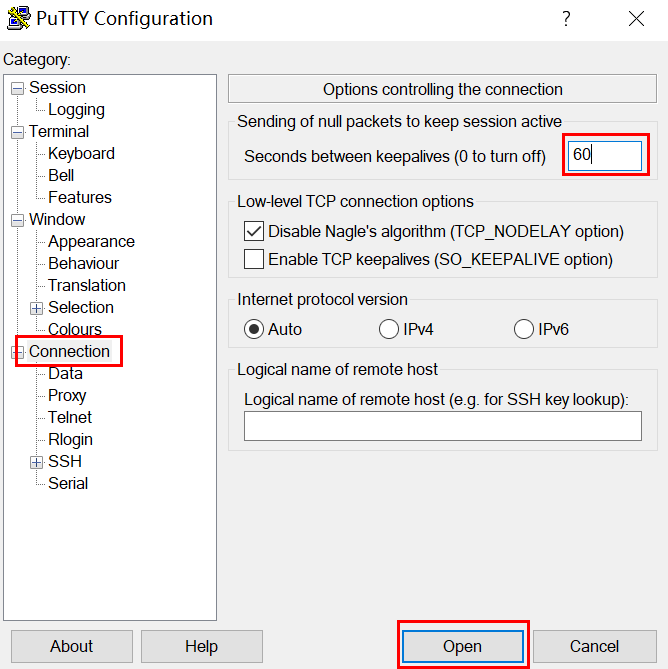 PuTTY Configuration
?
Category:
Session
Logging
Terminal
Keyboard
Bell
Features
Window
Appearance
Behaviour
Translation
Selection
Colours
Connection
Data
Proxy
Telnet
Rlogin
SSH
Serial
Options controlling the connection
Sending of null packets to keep session active
Seconds between keepalives (0 to turn off) 60
Low-level TCP connection options
Disable Nagle's algorithm (TCP_NODELAY option)
Enable TCP keepalives (SO_KEEPALIVE option)
Internet protocol version
Auto IPv4 IPv6
Logical name of remote host
Logical name of remote host (e.g. for SSH key lookup):
About Help Open Cancel